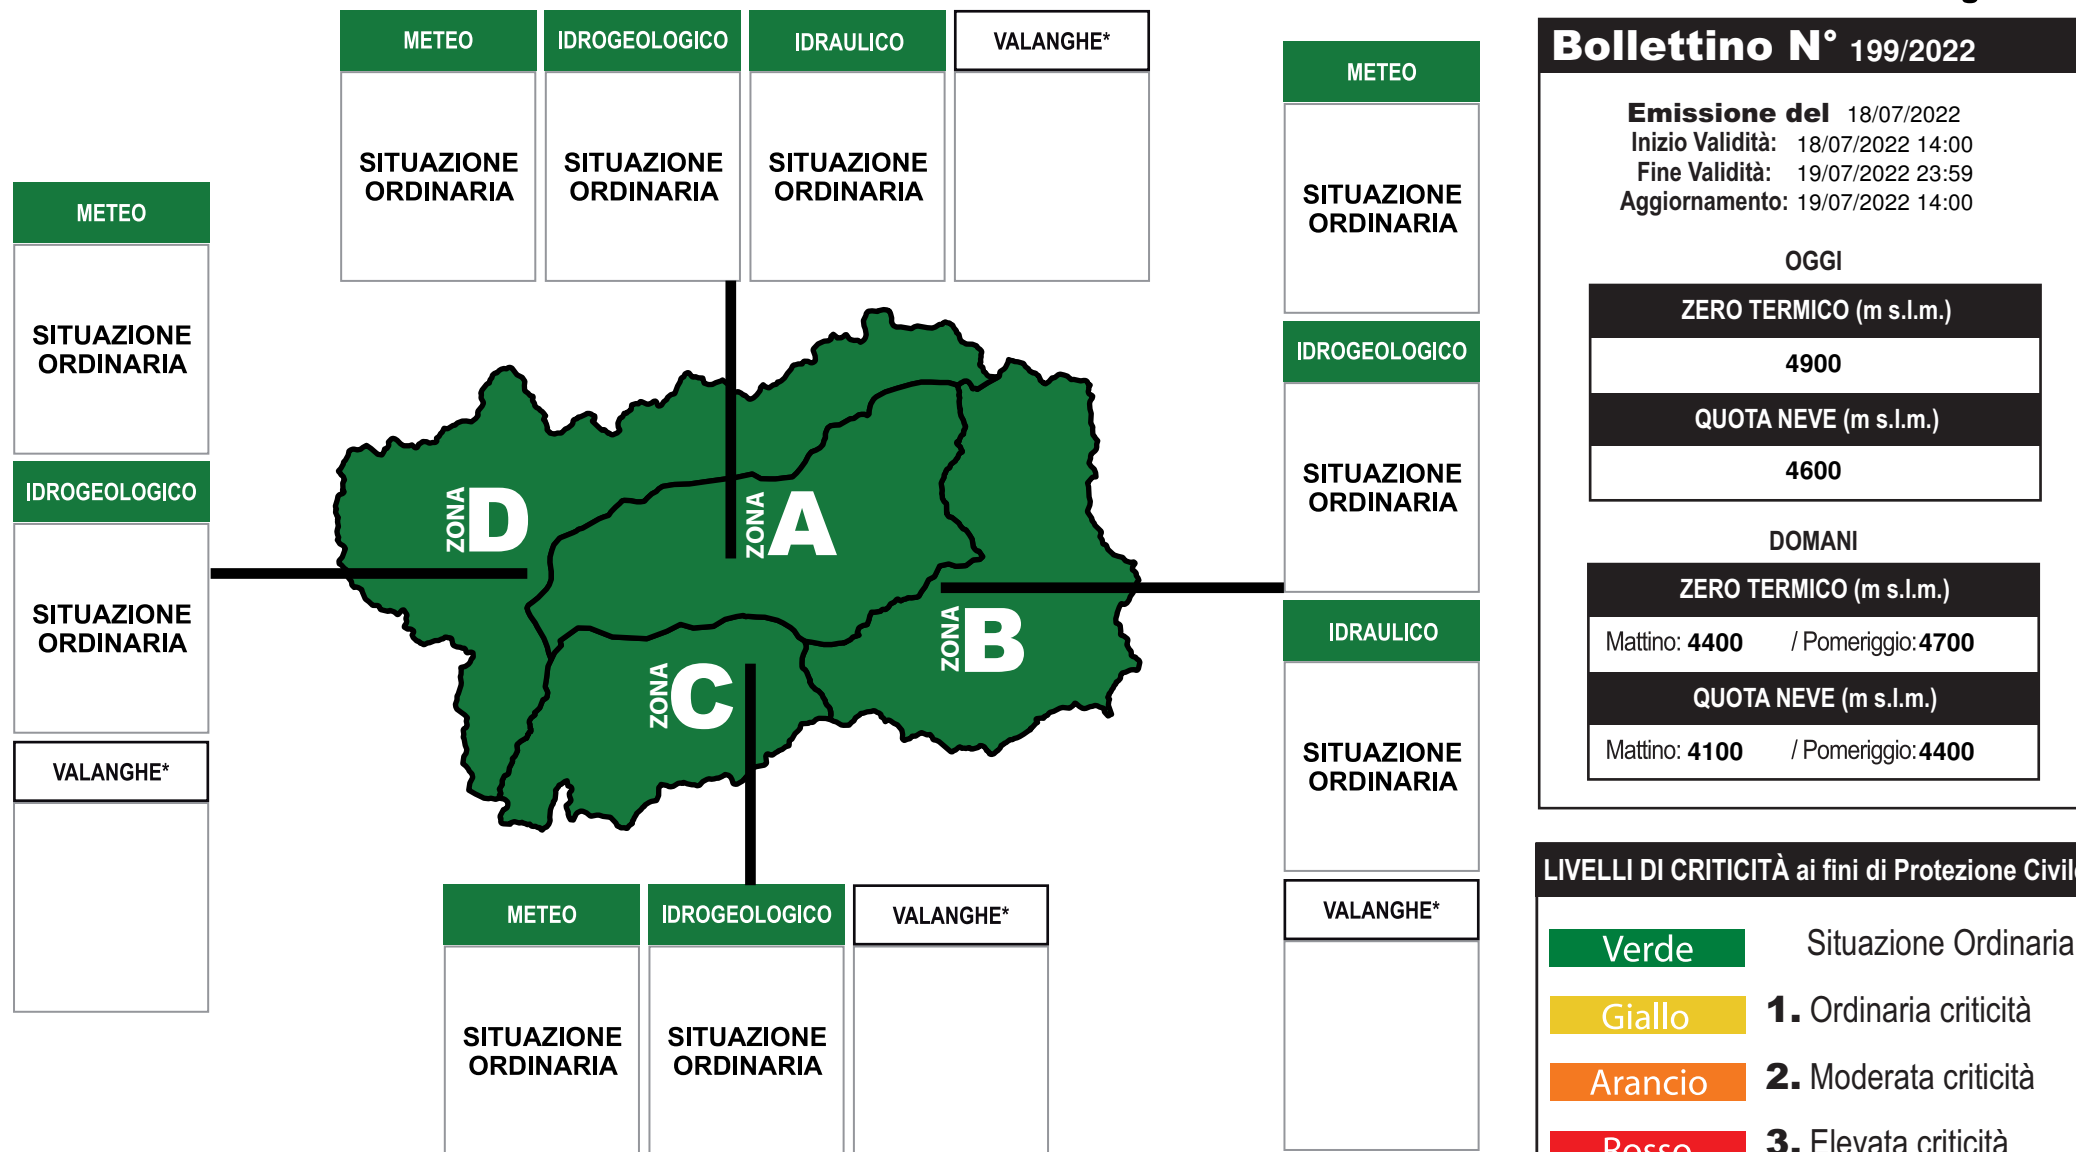 METEO IDROGEOLOGICO IDRAULICO VALANGHE*
SITUAZIONE ORDINARIA
SITUAZIONE ORDINARIA
SITUAZIONE ORDINARIA
METEO
SITUAZIONE
ORDINARIA
IDROGEOLOGICO
SITUAZIONE
ORDINARIA
VALANGHE*
ZONA D
ZONA A
ZONA B
ZONA C
METEO
SITUAZIONE
ORDINARIA
IDROGEOLOGICO
SITUAZIONE
ORDINARIA
IDRAULICO
SITUAZIONE
ORDINARIA
VALANGHE*
METEO IDROGEOLOGICO VALANGHE*
SITUAZIONE ORDINARIA
SITUAZIONE ORDINARIA
Bollettino N° 199/2022
Emissione del 18/07/2022
Inizio Validità: 18/07/2022 14:00
Fine Validità: 19/07/2022 23:59
Aggiornamento: 19/07/2022 14:00
OGGI
ZERO TERMICO (m s.l.m.)
4900
QUOTA NEVE (m s.l.m.)
4600
DOMANI
ZERO TERMICO (m s.l.m.)
Mattino: 4400 / Pomeriggio: 4700
QUOTA NEVE (m s.l.m.)
Mattino: 4100 / Pomeriggio: 4400
LIVELLI DI CRITICITÀ ai fini di Protezione Civile
Verde Situazione Ordinaria
Giallo 1. Ordinaria criticità
Arancio 2. Moderata criticità
Rosso 3. Elevata criticità